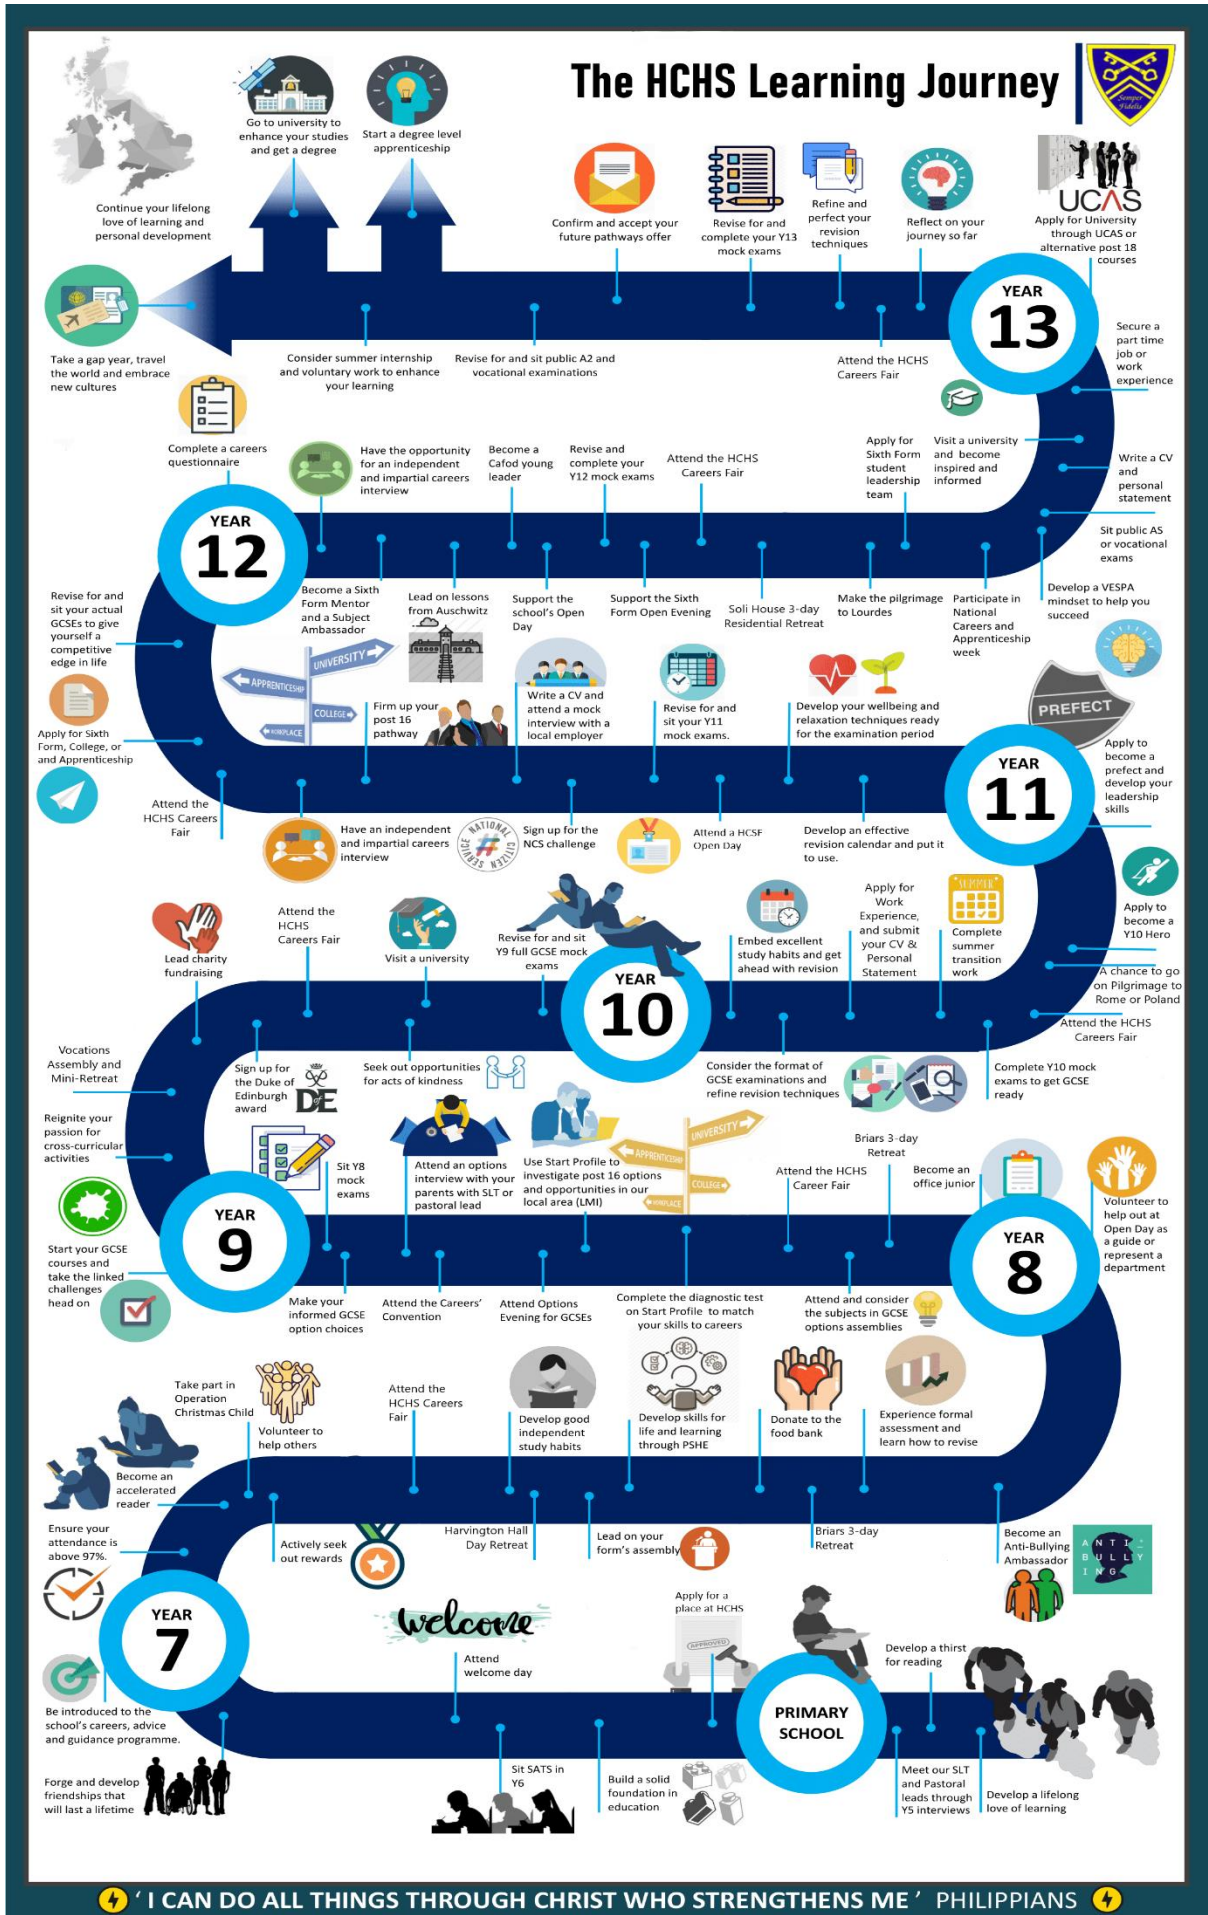 The HCHS Learning Journey
Semper
Fidelis
Go to university to
enhance your studies
and get a degree
Start a degree level
apprenticeship
Continue your lifelong
love of learning and
personal development
Confirm and accept your
future pathways offer
Revise for and
complete your Y13
mock exams
Refine and
perfect your
revision
techniques
Reflect on your
journey so far
UCAS
Apply for University
through UCAS or
alternative post 18
courses
YEAR
13
Take a gap year, travel
the world and embrace
new cultures
Consider summer internship
and voluntary work to enhance
your learning
Revise for and sit public A2 and
vocational examinations
Attend the HCHS
Careers Fair
Secure a
part time
job or
work
experience
Complete a careers
questionnaire
Have the opportunity
for an independent
and impartial careers
interview
Become a
Cafod young
leader
Revise and
complete your
Y12 mock exams
Attend the HCHS
Careers Fair
Apply for
Sixth Form
student
leadership
team
Visit a university
and become
inspired and
informed
Write a CV
and
personal
statement
Sit public AS
or vocational
exams
YEAR
12
Become a Sixth
Form Mentor
and a Subject
Ambassador
Lead on lessons
from Auschwitz
Support the
school's Open
Day
Support the Sixth
Form Open Evening
Soli House 3-day
Residential Retreat
Make the pilgrimage
to Lourdes
Participate in
National
Careers and
Apprenticeship
week
Develop a VESPA
mindset to help you
succeed
Revise for and
sit your actual
GCSEs to give
yourself a
competitive
edge in life
UNIVERSITY
APPRENTICESHIP
COLLEGE
WORKPLACE
Firm up your
post 16
pathway
Write a CV and
attend a mock
interview with a
local employer
Revise for and
sit your Y11
mock exams.
Develop your wellbeing and
relaxation techniques ready
for the examination period
PREFECT
Apply for Sixth
Form, College, or
and Apprenticeship
YEAR
11
Apply to
become a
prefect and
develop your
leadership
skills
Attend the
HCHS Careers
Fair
Have an independent
and impartial careers
interview
NATIONAL CITIZEN SERVICE
Sign up for the
NCS challenge
Attend a HCSF
Open Day
Develop an effective
revision calendar and put it
to use.
Apply to
become a
Y10 Hero
Lead charity
fundraising
Attend the
HCHS
Careers Fair
Visit a university
Revise for and sit
Y9 full GCSE mock
exams
YEAR
10
Embed excellent
study habits and get
ahead with revision
Apply for
Work
Experience,
and submit
your CV &
Personal
Statement
SUMMER
Complete
summer
transition
work
A chance to go
on Pilgrimage to
Rome or Poland
Attend the HCHS
Careers Fair
Vocations
Assembly and
Mini-Retreat
Sign up for
the Duke of
Edinburgh
award
DofE
Seek out opportunities
for acts of kindness
Consider the format of
GCSE examinations and
refine revision techniques
Complete Y10 mock
exams to get GCSE
ready
Reignite your
passion for
cross-curricular
activities
Sit Y8
mock
exams
Attend an options
interview with your
parents with SLT or
pastoral lead
Use Start Profile to
investigate post 16 options
and opportunities in our
local area (LMI)
UNIVERSITY
APPRENTICESHIP
COLLEGE
WORKPLACE
Attend the HCHS
Career Fair
Briars 3-day
Retreat
Become an
office junior
Volunteer to
help out at
Open Day as
a guide or
represent a
department
YEAR
9
YEAR
8
Start your GCSE
courses and
take the linked
challenges
head on
Make your
informed GCSE
option choices
Attend the Careers'
Convention
Attend Options
Evening for GCSEs
Complete the diagnostic test
on Start Profile to match
your skills to careers
Attend and consider
the subjects in GCSE
options assemblies
Take part in
Operation
Christmas Child
Volunteer to
help others
Attend the
HCHS Careers
Fair
Develop good
independent
study habits
Develop skills for
life and learning
through PSHE
Donate to the
food bank
Experience formal
assessment and
learn how to revise
Become an
accelerated
reader
Ensure your
attendance is
above 97%.
Actively seek
out rewards
Harvington Hall
Day Retreat
Lead on your
form's assembly
Briars 3-day
Retreat
Become an
Anti-Bullying
Ambassador
ANTI-
BULLY
ING
YEAR
7
welcome
Attend
welcome day
Apply for a
place at HCHS
APPROVED
PRIMARY
SCHOOL
Develop a thirst
for reading
Be introduced to the
school's careers, advice
and guidance programme.
Forge and develop
friendships that
will last a lifetime
Sit SATS in
Y6
Build a solid
foundation in
education
Meet our SLT
and Pastoral
leads through
Y5 interviews
Develop a lifelong
love of learning
' I CAN DO ALL THINGS THROUGH CHRIST WHO STRENGTHENS ME ' PHILIPPIANS